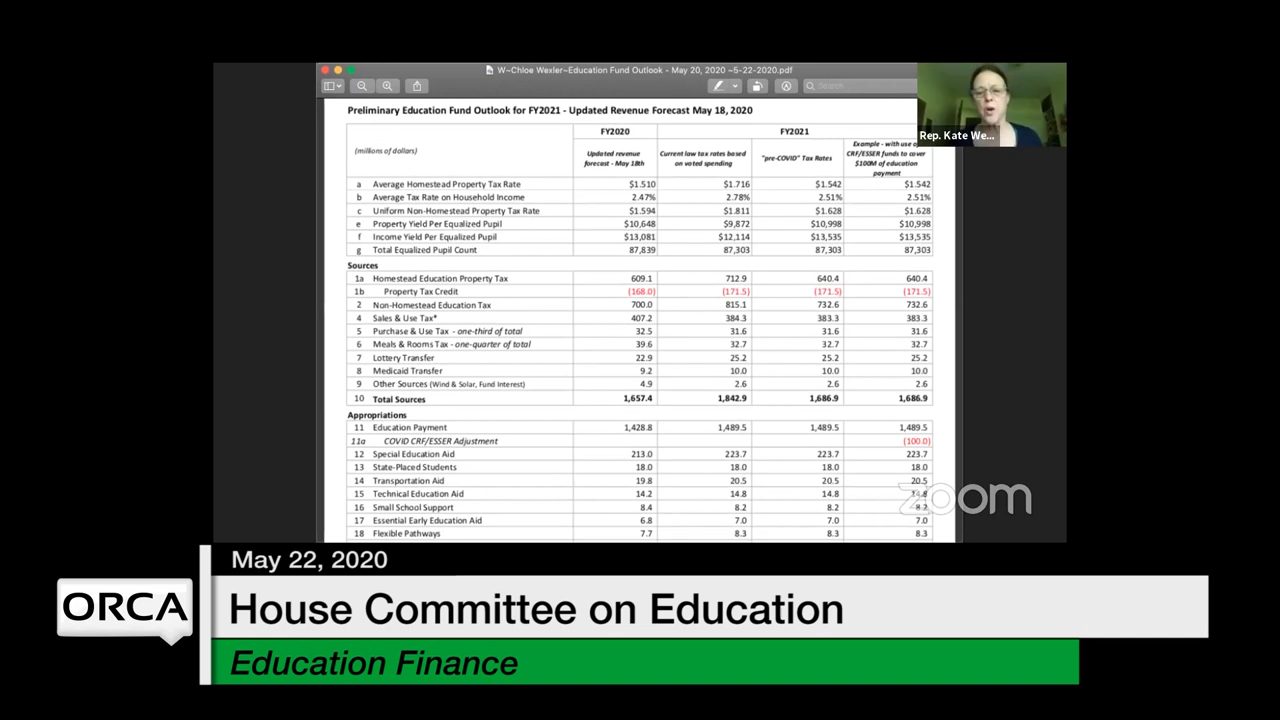 W~Chloe Wexler~Education Fund Outlook - May 20, 2020 ~5-22-2020.pdf
Search
Preliminary Education Fund Outlook for FY2021 - Updated Revenue Forecast May 18, 2020
FY2020 FY2021
(millions of dollars) Updated revenue forecast - May 18th Current law tax rates based on voted spending "pre-COVID" Tax Rates Example - with use of CRF/ESSER funds to cover $100M of education payment
a Average Homestead Property Tax Rate $1.510 $1.716 $1.542 $1.542
b Average Tax Rate on Household Income 2.47% 2.78% 2.51% 2.51%
c Uniform Non-Homestead Property Tax Rate $1.594 $1.811 $1.628 $1.628
e Property Yield Per Equalized Pupil $10,648 $9,872 $10,998 $10,998
f Income Yield Per Equalized Pupil $13,081 $12,114 $13,535 $13,535
g Total Equalized Pupil Count 87,839 87,303 87,303 87,303
Sources
1a Homestead Education Property Tax 609.1 712.9 640.4 640.4
1b Property Tax Credit (168.0) (171.5) (171.5) (171.5)
2 Non-Homestead Education Tax 700.0 815.1 732.6 732.6
4 Sales & Use Tax* 407.2 384.3 383.3 383.3
5 Purchase & Use Tax - one-third of total 32.5 31.6 31.6 31.6
6 Meals & Rooms Tax - one-quarter of total 39.6 32.7 32.7 32.7
7 Lottery Transfer 22.9 25.2 25.2 25.2
8 Medicaid Transfer 9.2 10.0 10.0 10.0
9 Other Sources (Wind & Solar, Fund Interest) 4.9 2.6 2.6 2.6
10 Total Sources 1,657.4 1,842.9 1,686.9 1,686.9
Appropriations
11 Education Payment 1,428.8 1,489.5 1,489.5 1,489.5
11a COVID CRF/ESSER Adjustment (100.0)
12 Special Education Aid 213.0 223.7 223.7 223.7
13 State-Placed Students 18.0 18.0 18.0 18.0
14 Transportation Aid 19.8 20.5 20.5 20.5
15 Technical Education Aid 14.2 14.8 14.8 14.8
16 Small School Support 8.4 8.2 8.2 8.2
17 Essential Early Education Aid 6.8 7.0 7.0 7.0
18 Flexible Pathways 7.7 8.3 8.3 8.3
Rep. Kate We...
zoom
May 22, 2020
ORCA
House Committee on Education
Education Finance